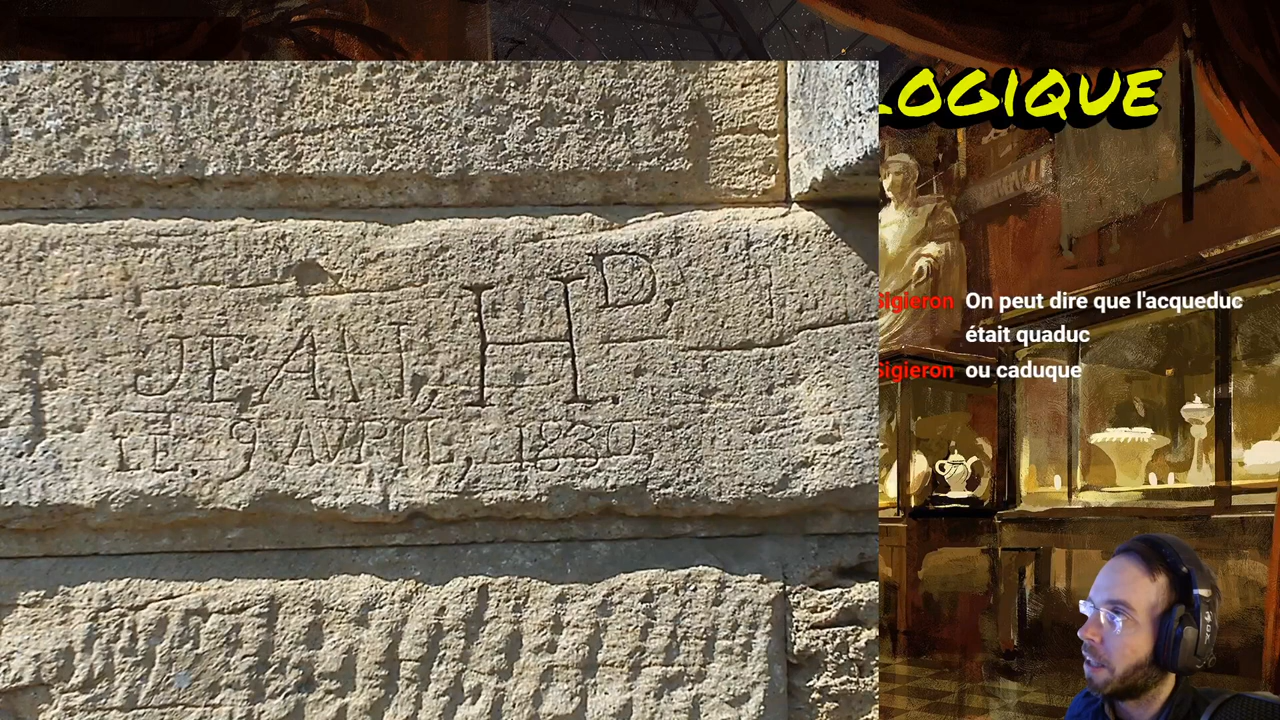 LOGIQUE
JEAN, H.D,
LE 9 AVRIL, 1830
Sigieron On peut dire que l'acqueduc
était quaduc
Sigieron ou caduque